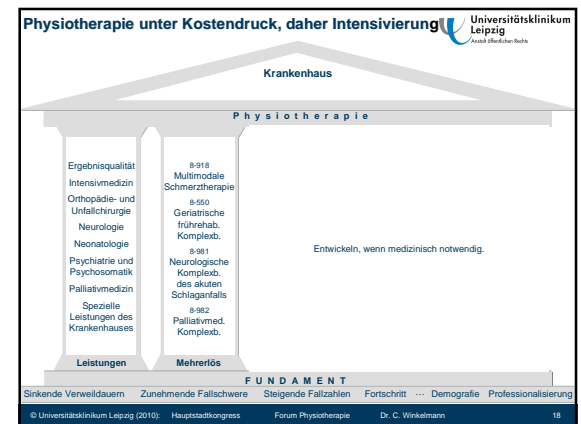 Physiotherapie unter Kostendruck, daher Intensivierung
Universitätsklinikum
Leipzig
Anstalt öffentlichen Rechts
Krankenhaus
Physiotherapie
Ergebnisqualität
Intensivmedizin
Orthopädie- und
Unfallchirurgie
Neurologie
Neonatologie
Psychiatrie und
Psychosomatik
Palliativmedizin
Spezielle
Leistungen des
Krankenhauses
Leistungen
8-918
Multimodale
Schmerztherapie
8-550
Geriatrische
frührehab.
Komplexb.
8-981
Neurologische
Komplexb.
des akuten
Schlaganfalls
8-982
Palliativmed.
Komplexb.
Mehrerlös
Entwickeln, wenn medizinisch notwendig.
FUNDAMENT
Sinkende Verweildauern Zunehmende Fallschwere Steigende Fallzahlen Fortschritt ... Demografie Professionalisierung
© Universitätsklinikum Leipzig (2010): Hauptstadtkongress Forum Physiotherapie Dr. C. Winkelmann 18